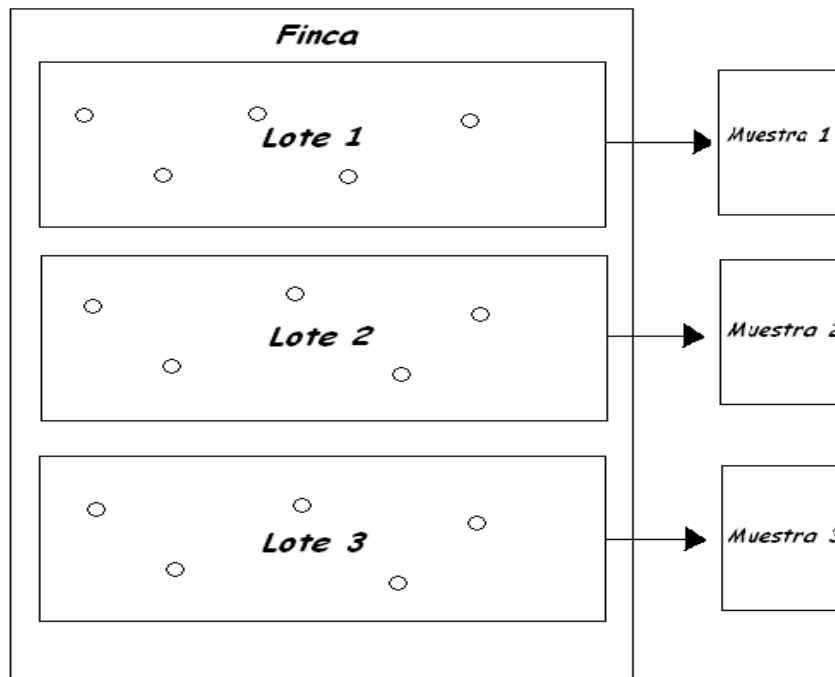 Finca
Lote 1
Muestra 1
Lote 2
Muestra 2
Lote 3
Muestra 3